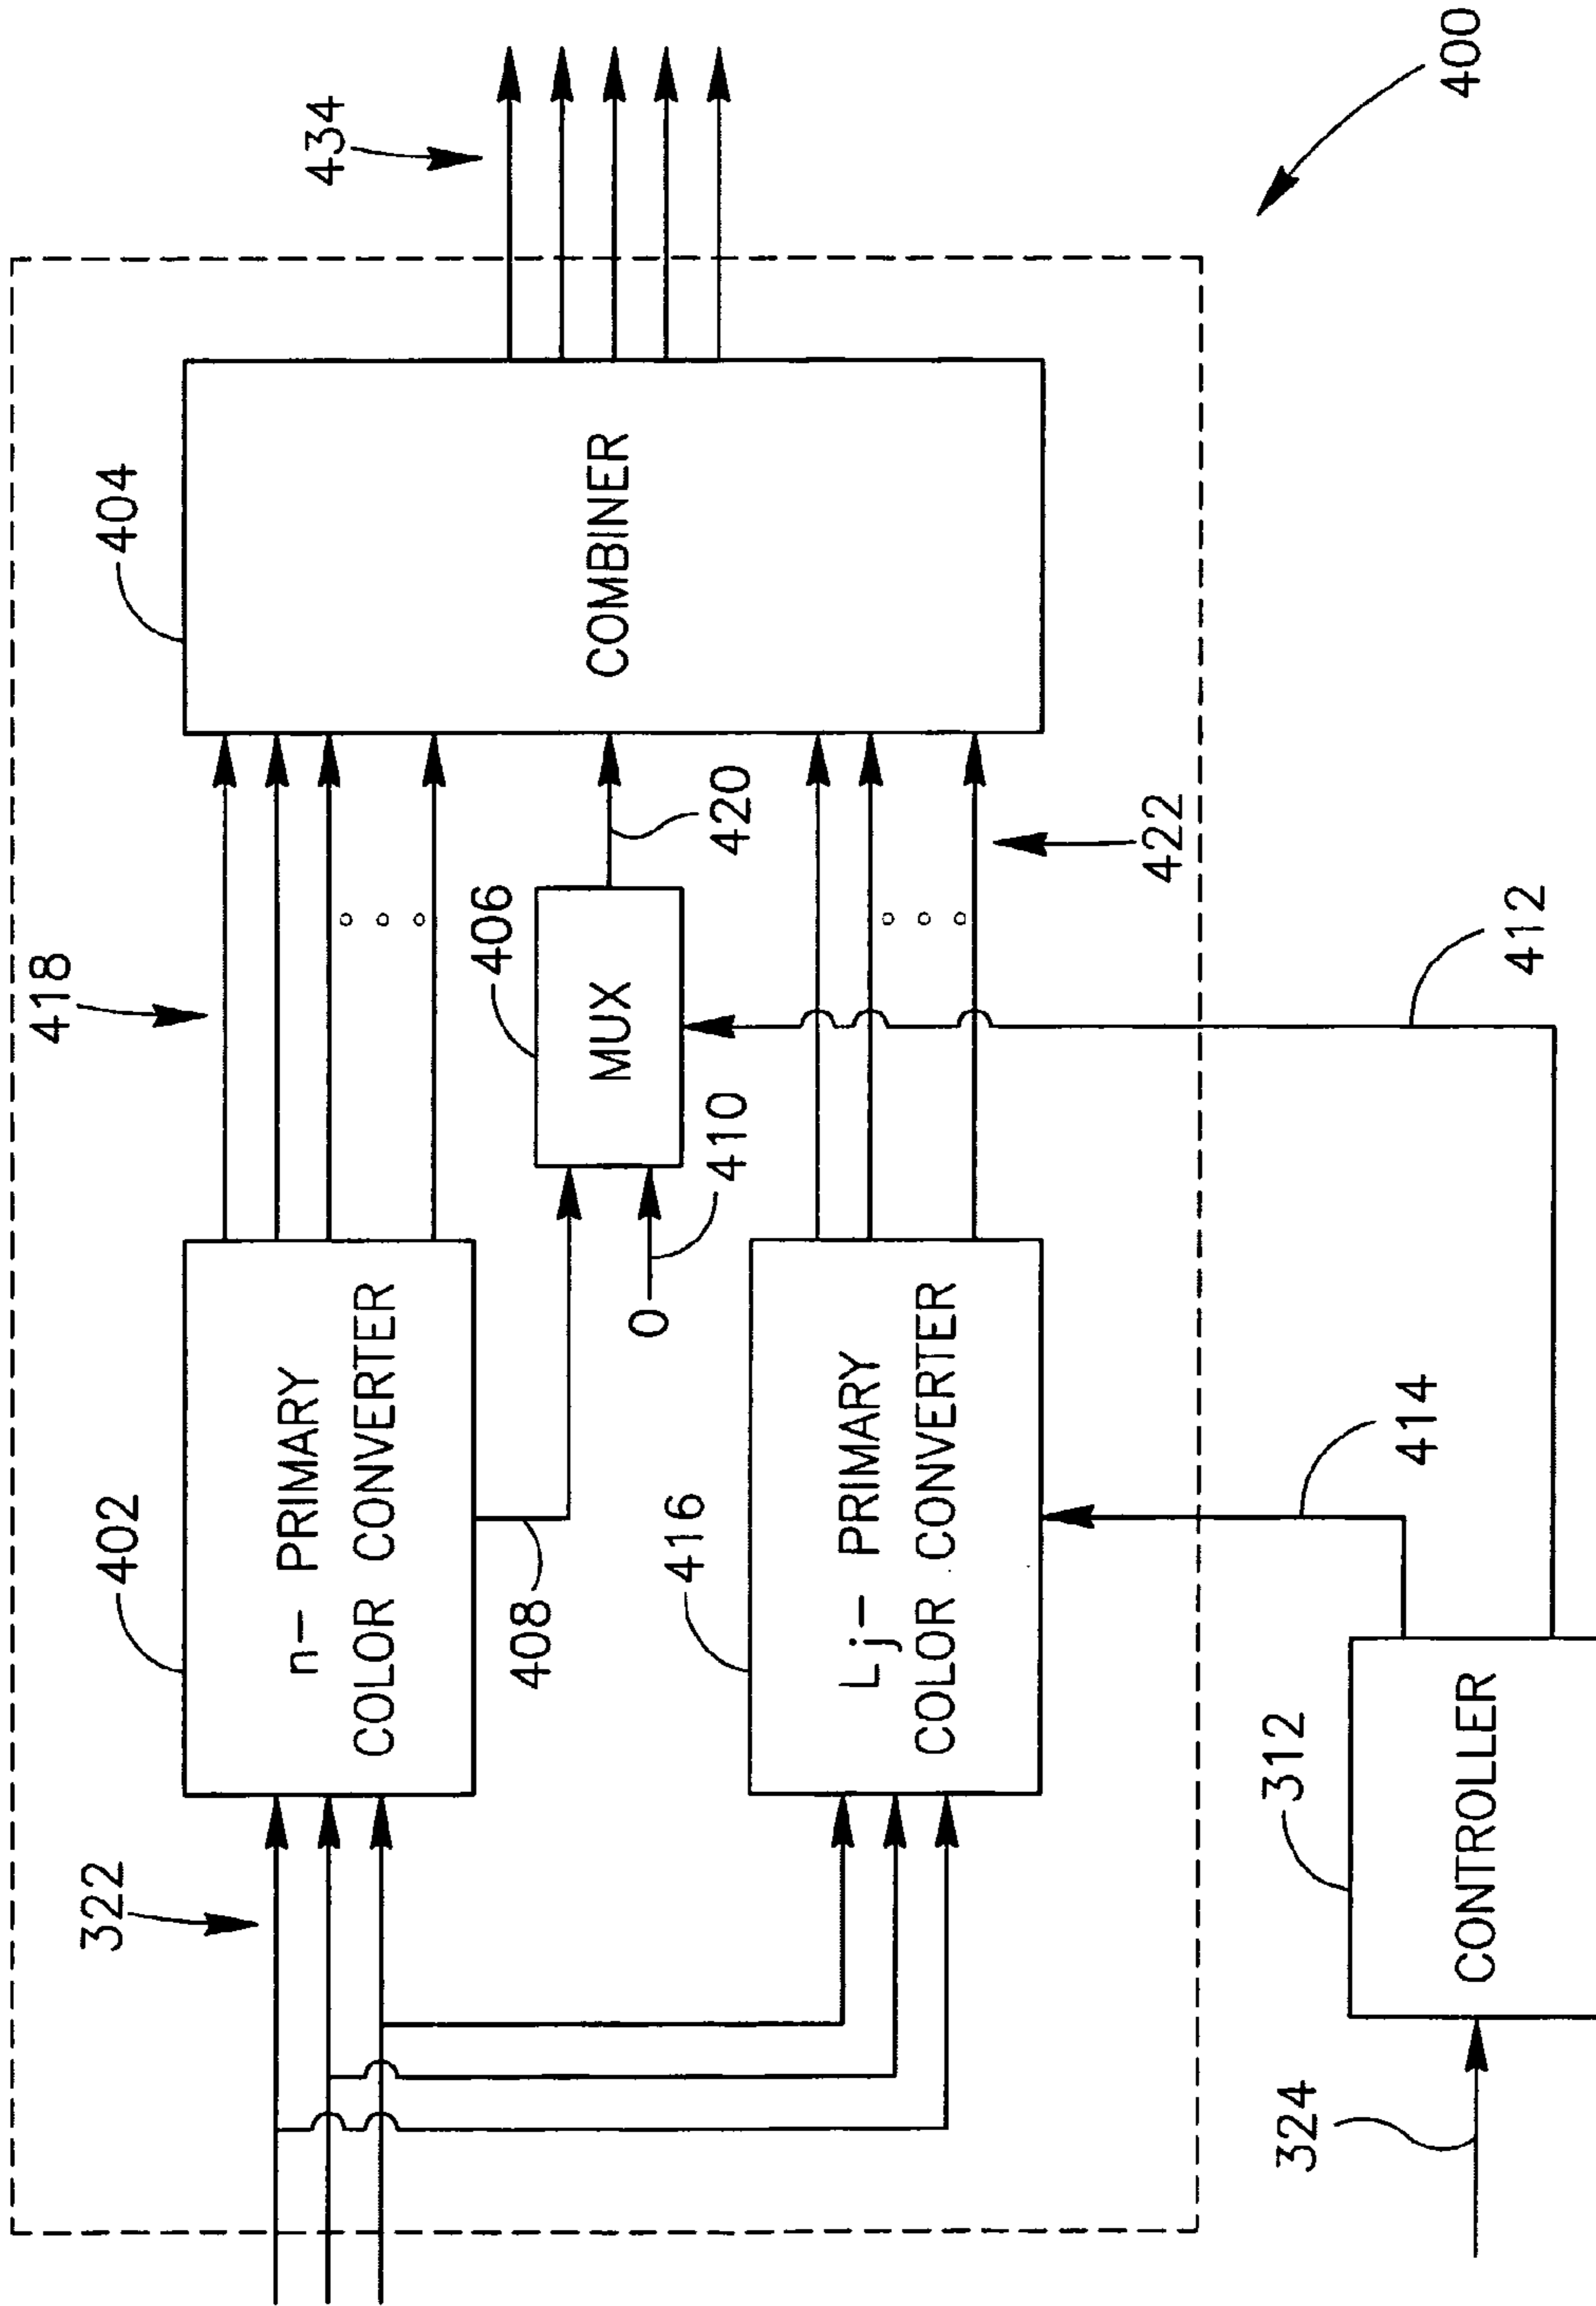 322
402
n- PRIMARY
COLOR CONVERTER
418
404
COMBINER
434
408
406
MUX
0
410
420
416
Lj- PRIMARY
COLOR CONVERTER
422
414
412
324
312
CONTROLLER
400